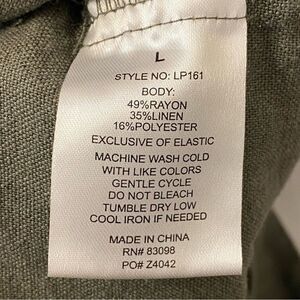 L
STYLE NO: LP161
BODY:
49%RAYON
35%LINEN
16%POLYESTER
EXCLUSIVE OF ELASTIC
MACHINE WASH COLD
WITH LIKE COLORS
GENTLE CYCLE
DO NOT BLEACH
TUMBLE DRY LOW
COOL IRON IF NEEDED
MADE IN CHINA
RN# 83098
PO# Z4042